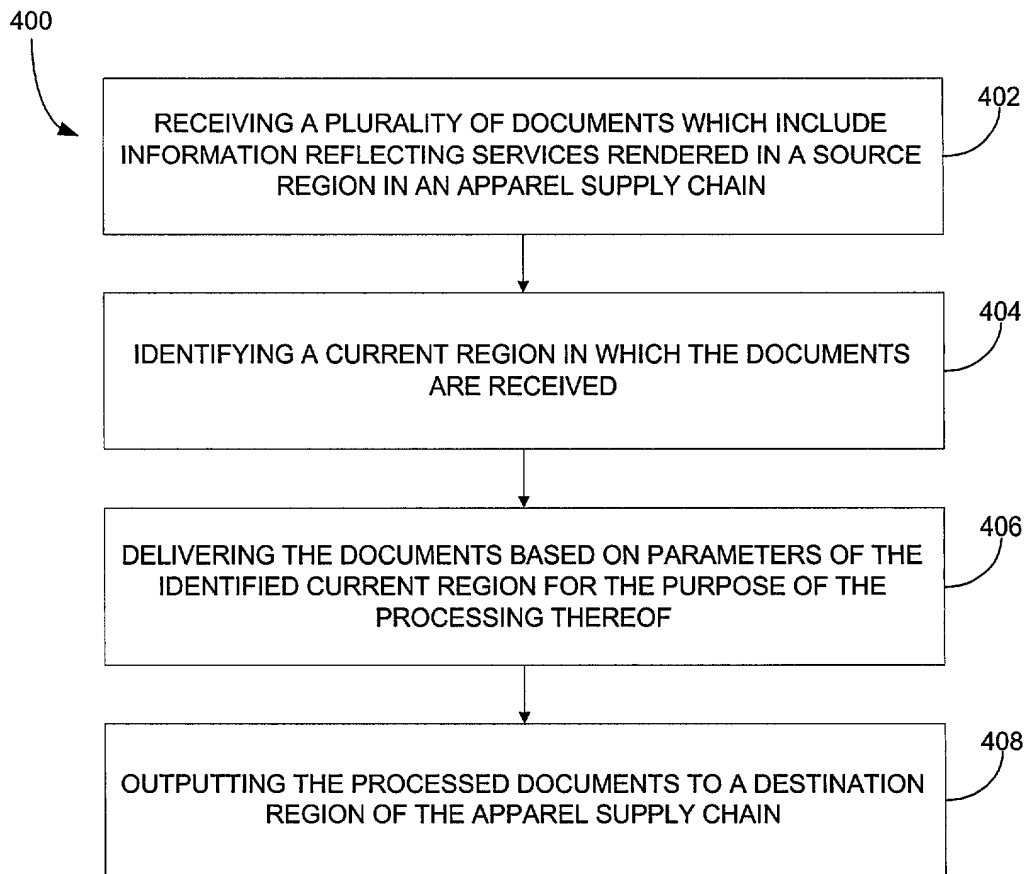 400
402
RECEIVING A PLURALITY OF DOCUMENTS WHICH INCLUDE
INFORMATION REFLECTING SERVICES RENDERED IN A SOURCE
REGION IN AN APPAREL SUPPLY CHAIN
404
IDENTIFYING A CURRENT REGION IN WHICH THE DOCUMENTS
ARE RECEIVED
406
DELIVERING THE DOCUMENTS BASED ON PARAMETERS OF THE
IDENTIFIED CURRENT REGION FOR THE PURPOSE OF THE
PROCESSING THEREOF
408
OUTPUTTING THE PROCESSED DOCUMENTS TO A DESTINATION
REGION OF THE APPAREL SUPPLY CHAIN